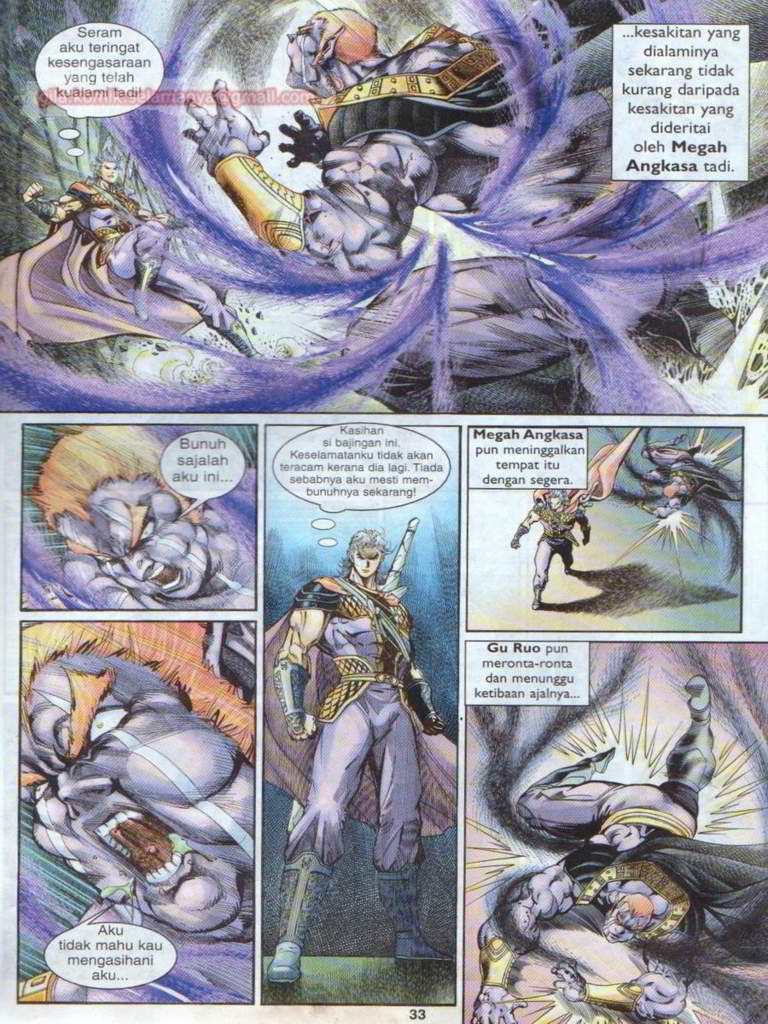 Seram
aku teringat
kesengasaraan
yang telah
kualami tadi!
...kesakitan yang
dialaminya
sekarang tidak
kurang daripada
kesakitan yang
dideritai
oleh Megah
Angkasa tadi.
Bunuh
sajalah
aku ini...
Aku
tidak mahu kau
mengasihani
aku...
Kasihan
si bajingan ini.
Keselamatanku tidak akan
teracam kerana dia lagi. Tiada
sebabnya aku mesti mem-
bunuhnya sekarang!
Megah Angkasa
pun meninggalkan
tempat itu
dengan segera.
Gu Ruo pun
meronta-ronta
dan menunggu
ketibaan ajalnya...
33